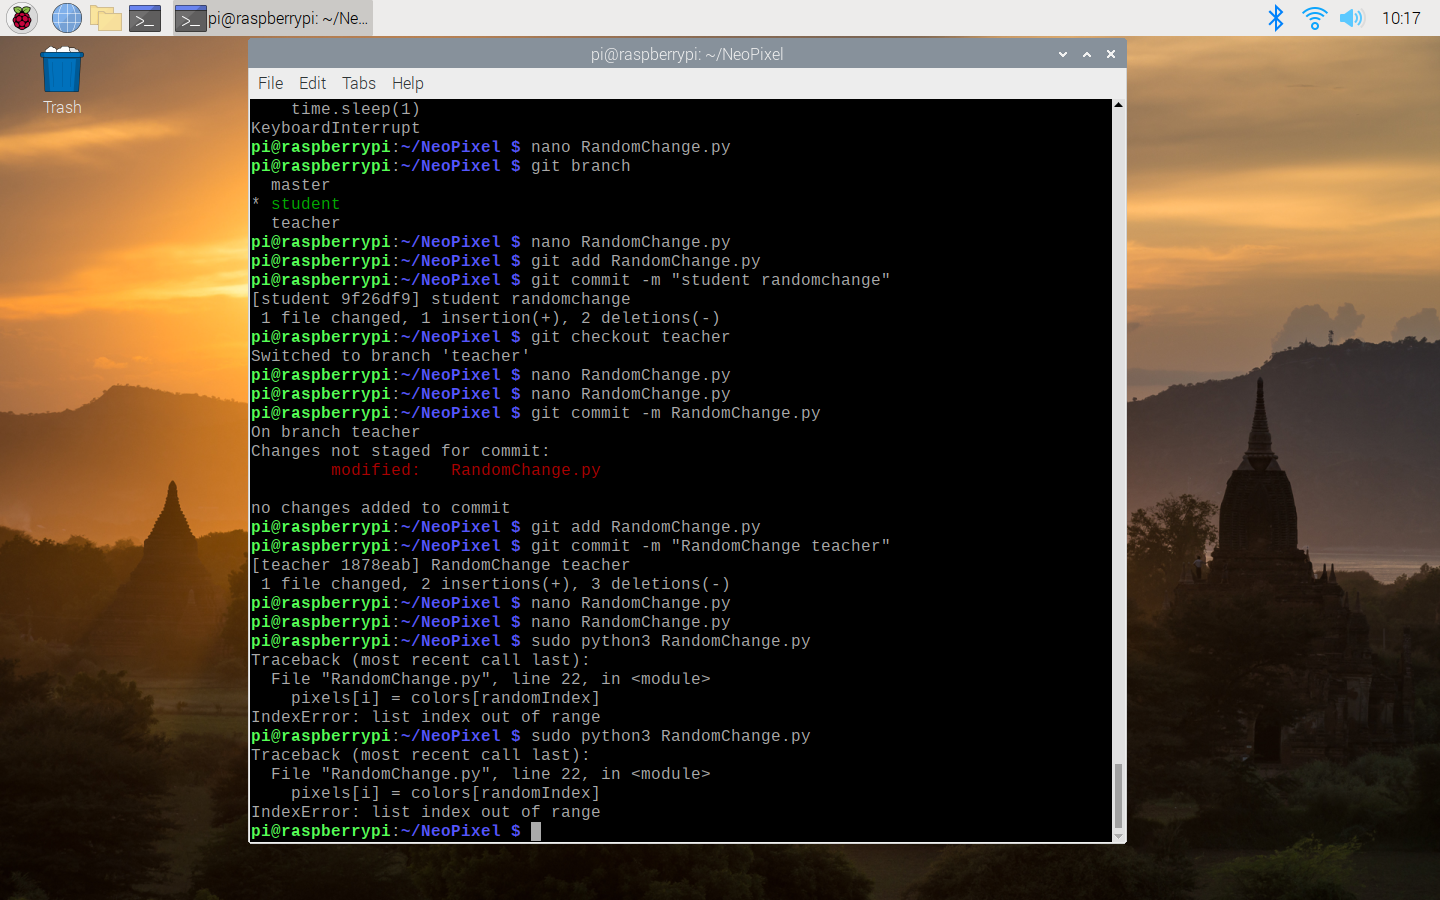 pi@raspberrypi: ~/Ne...
10:17
Trash
pi@raspberrypi: ~/NeoPixel
File Edit Tabs Help
    time.sleep(1)
KeyboardInterrupt
pi@raspberrypi:~/NeoPixel $ nano RandomChange.py
pi@raspberrypi:~/NeoPixel $ git branch
  master
* student
  teacher
pi@raspberrypi:~/NeoPixel $ nano RandomChange.py
pi@raspberrypi:~/NeoPixel $ git add RandomChange.py
pi@raspberrypi:~/NeoPixel $ git commit -m "student randomchange"
[student 9f26df9] student randomchange
 1 file changed, 1 insertion(+), 2 deletions(-)
pi@raspberrypi:~/NeoPixel $ git checkout teacher
Switched to branch 'teacher'
pi@raspberrypi:~/NeoPixel $ nano RandomChange.py
pi@raspberrypi:~/NeoPixel $ nano RandomChange.py
pi@raspberrypi:~/NeoPixel $ git commit -m RandomChange.py
On branch teacher
Changes not staged for commit:
        modified:   RandomChange.py
no changes added to commit
pi@raspberrypi:~/NeoPixel $ git add RandomChange.py
pi@raspberrypi:~/NeoPixel $ git commit -m "RandomChange teacher"
[teacher 1878eab] RandomChange teacher
 1 file changed, 2 insertions(+), 3 deletions(-)
pi@raspberrypi:~/NeoPixel $ nano RandomChange.py
pi@raspberrypi:~/NeoPixel $ nano RandomChange.py
pi@raspberrypi:~/NeoPixel $ sudo python3 RandomChange.py
Traceback (most recent call last):
  File "RandomChange.py", line 22, in <module>
    pixels[i] = colors[randomIndex]
IndexError: list index out of range
pi@raspberrypi:~/NeoPixel $ sudo python3 RandomChange.py
Traceback (most recent call last):
  File "RandomChange.py", line 22, in <module>
    pixels[i] = colors[randomIndex]
IndexError: list index out of range
pi@raspberrypi:~/NeoPixel $